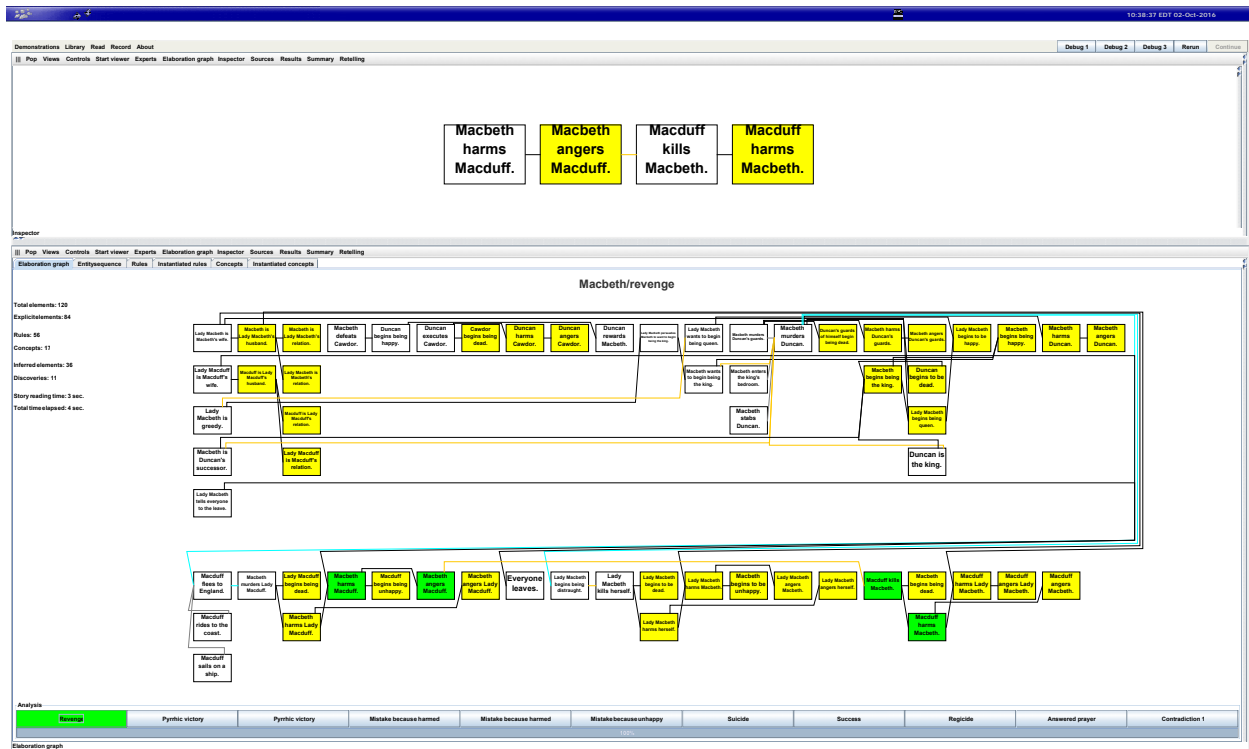 10:38:37 EDT 02-Oct-2016
Demonstrations Library Read Record About
Debug 1 Debug 2 Debug 3 Rerun Continue
||| Pop Views Controls Start viewer Experts Elaboration graph Inspector Sources Results Summary Retelling
Macbeth
harms
Macduff.
Macbeth
angers
Macduff.
Macduff
kills
Macbeth.
Macduff
harms
Macbeth.
Inspector
||| Pop Views Controls Start viewer Experts Elaboration graph Inspector Sources Results Summary Retelling
Elaboration graph Entitysequence Rules Instantiated rules Concepts Instantiated concepts
Macbeth/revenge
Total elements: 120
Explicitelements: 84
Rules: 56
Concepts: 17
Inferred elements: 36
Discoveries: 11
Story reading time: 3 sec.
Total time elapsed: 4 sec.
Lady Macbeth is
Macbeth's wife.
Macbeth is
Lady Macbeth's
husband.
Macbeth is
Lady Macbeth's
relation.
Macbeth
defeats
Cawdor.
Duncan
begins being
happy.
Duncan
executes
Cawdor.
Cawdor
begins being
dead.
Duncan
harms
Cawdor.
Duncan
angers
Cawdor.
Duncan
rewards
Macbeth.
Lady Macbeth persuades
Macbeth to want to begin
being the king.
Lady Macbeth
wants to begin
being queen.
Macbeth murders
Duncan's guards.
Macbeth
murders
Duncan.
Duncan's guards
of himself begin
being dead.
Macbeth harms
Duncan's
guards.
Macbeth angers
Duncan's guards.
Lady Macbeth
begins to be
happy.
Macbeth
begins being
happy.
Macbeth
harms
Duncan.
Macbeth
angers
Duncan.
Lady Macduff
is Macduff's
wife.
Macduff is Lady
Macduff's
husband.
Lady Macbeth is
Macbeth's
relation.
Macbeth wants
to begin being
the king.
Macbeth enters
the king's
bedroom.
Macbeth
begins being
the king.
Duncan
begins to be
dead.
Lady
Macbeth is
greedy.
Macduff is Lady
Macduff's
relation.
Macbeth
stabs
Duncan.
Lady Macbeth
begins being
queen.
Macbeth is
Duncan's
successor.
Lady Macduff
is Macduff's
relation.
Duncan is
the king.
Lady Macbeth
tells everyone
to the leave.
Macduff
flees to
England.
Macbeth
murders Lady
Macduff.
Lady Macduff
begins being
dead.
Macbeth
harms
Macduff.
Macduff
begins being
unhappy.
Macbeth
angers
Macduff.
Macbeth
angers Lady
Macduff.
Everyone
leaves.
Lady Macbeth
begins being
distraught.
Lady
Macbeth
kills herself.
Lady Macbeth
begins to be
dead.
Lady Macbeth
harms Macbeth.
Macbeth
begins to be
unhappy.
Lady Macbeth
angers
Macbeth.
Lady Macbeth
angers herself.
Macduff kills
Macbeth.
Macbeth
begins being
dead.
Macduff
harms Lady
Macbeth.
Macduff
angers Lady
Macbeth.
Macduff
angers
Macbeth.
Macduff
rides to the
coast.
Macbeth
harms Lady
Macduff.
Lady Macbeth
harms herself.
Macduff
harms
Macbeth.
Macduff
sails on a
ship.
Analysis
Revenge Pyrrhic victory Pyrrhic victory Mistake because harmed Mistake because harmed Mistake because unhappy Suicide Success Regicide Answered prayer Contradiction 1
100%
Elaboration graph